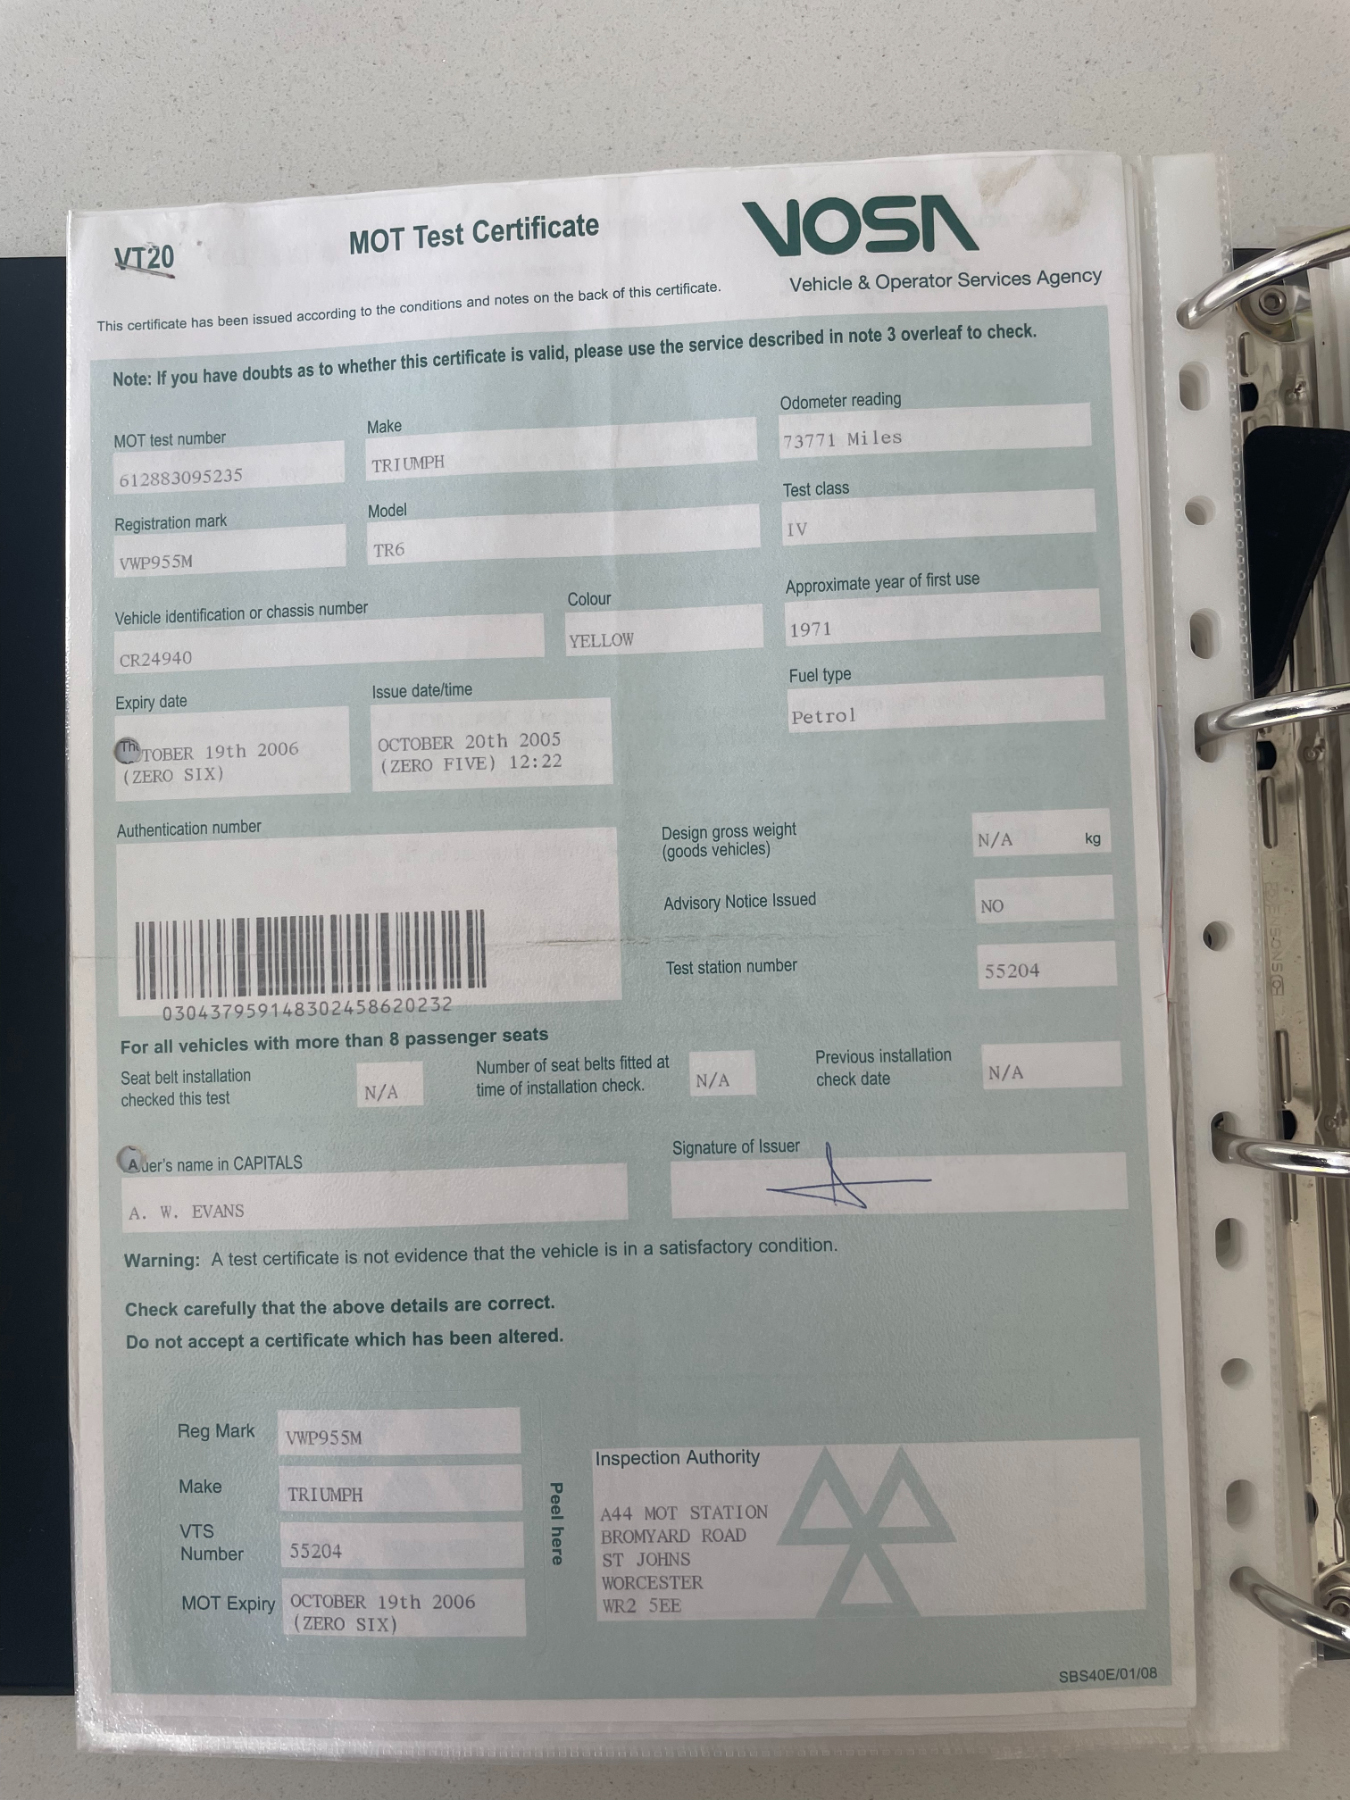 VT20
MOT Test Certificate
VOSA
Vehicle & Operator Services Agency
This certificate has been issued according to the conditions and notes on the back of this certificate.
Note: If you have doubts as to whether this certificate is valid, please use the service described in note 3 overleaf to check.
MOT test number
612883095235
Make
TRIUMPH
Odometer reading
73771 Miles
Registration mark
VWP955M
Model
TR6
Test class
IV
Vehicle identification or chassis number
CR24940
Colour
YELLOW
Approximate year of first use
1971
Expiry date
Th TOBER 19th 2006
(ZERO SIX)
Issue date/time
OCTOBER 20th 2005
(ZERO FIVE) 12:22
Fuel type
Petrol
Authentication number
030437959148302458620232
Design gross weight
(goods vehicles)
N/A kg
Advisory Notice Issued
NO
Test station number
55204
For all vehicles with more than 8 passenger seats
Seat belt installation
checked this test
N/A
Number of seat belts fitted at
time of installation check.
N/A
Previous installation
check date
N/A
A uer's name in CAPITALS
A. W. EVANS
Signature of Issuer
Warning: A test certificate is not evidence that the vehicle is in a satisfactory condition.
Check carefully that the above details are correct.
Do not accept a certificate which has been altered.
Reg Mark
VWP955M
Make
TRIUMPH
VTS
Number
55204
MOT Expiry
OCTOBER 19th 2006
(ZERO SIX)
Peel here
Inspection Authority
A44 MOT STATION
BROMYARD ROAD
ST JOHNS
WORCESTER
WR2 5EE
SBS40E/01/08